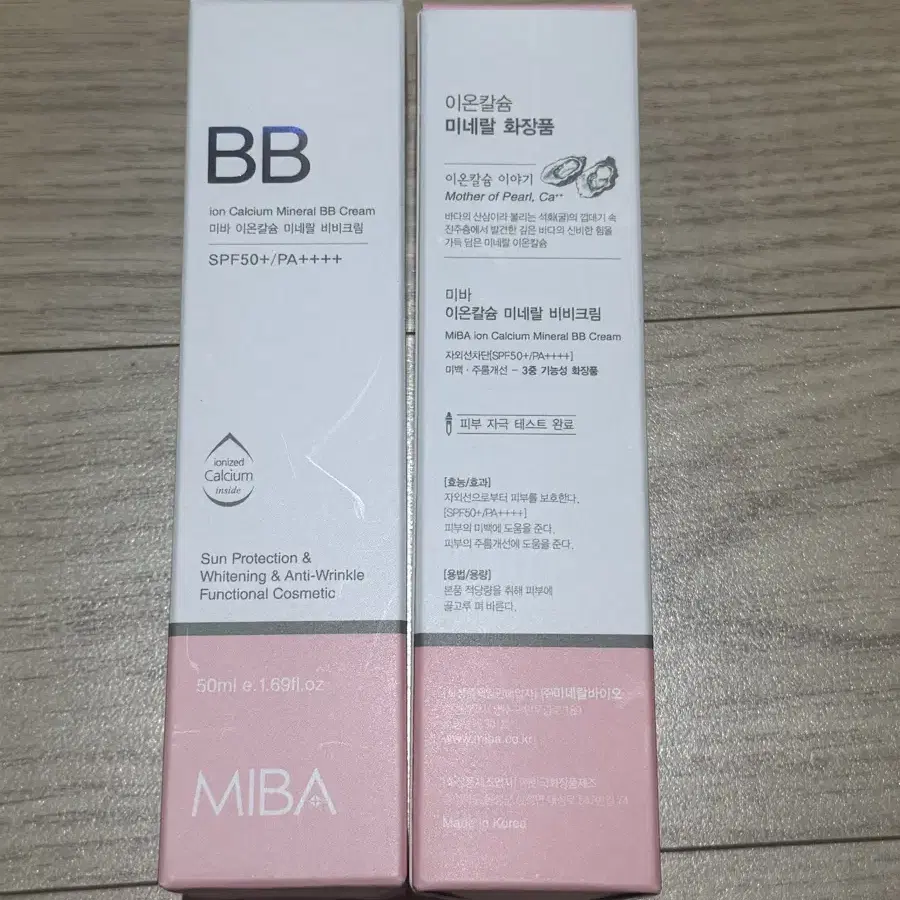 BB
ion Calcium Mineral BB Cream
미바 이온칼슘 미네랄 비비크림
SPF50+/PA++++
ionized
Calcium
inside
Sun Protection &
Whitening & Anti-Wrinkle
Functional Cosmetic
50ml e.1.69fl.oz
MIBA
이온칼슘
미네랄 화장품
이온칼슘 이야기
Mother of Pearl, Ca++
바다의 산삼이라 불리는 석화(굴)의 껍데기 속
진주층에서 발견한 깊은 바다의 신비한 힘을
가득 담은 미네랄 이온칼슘
미바
이온칼슘 미네랄 비비크림
MiBA ion Calcium Mineral BB Cream
자외선차단[SPF50+/PA++++]
미백 · 주름개선 - 3중 기능성 화장품
피부 자극 테스트 완료
[효능/효과]
자외선으로부터 피부를 보호한다.
[SPF50+/PA++++]
피부의 미백에 도움을 준다.
피부의 주름개선에 도움을 준다.
[용법/용량]
본품 적당량을 취해 피부에
골고루 펴 바른다.
(주)미네랄바이오
www.miba.co.kr
Made in Korea